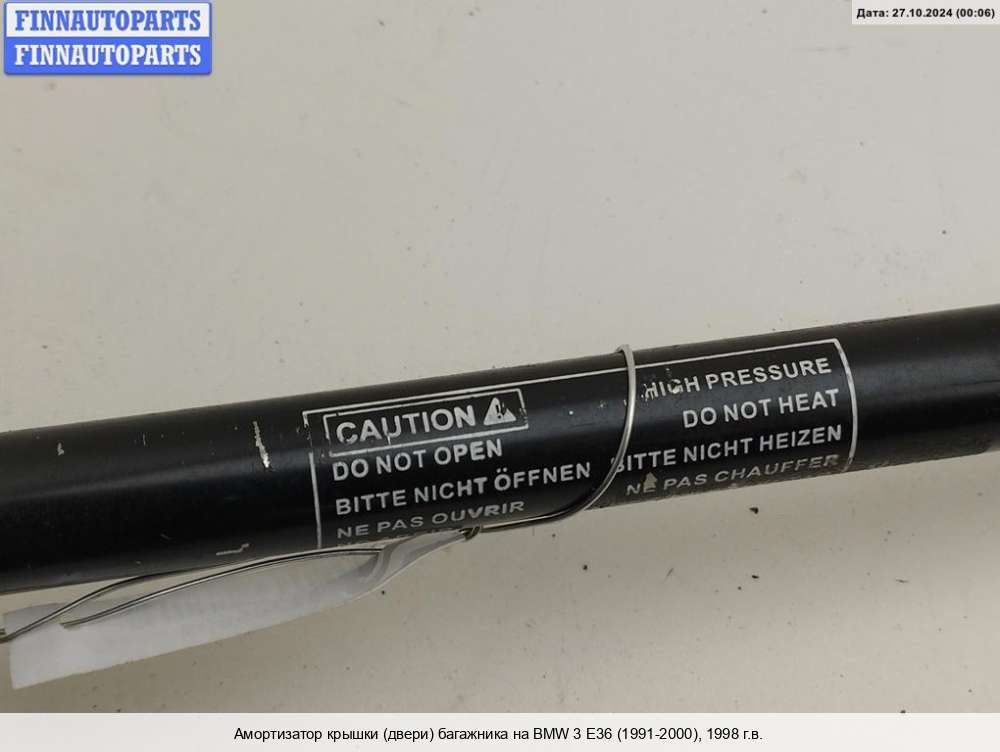 FINNAUTOPARTS
FINNAUTOPARTS
Дата: 27.10.2024 (00:06)
CAUTION
DO NOT OPEN
BITTE NICHT ÖFFNEN
NE PAS OUVRIR
HIGH PRESSURE
DO NOT HEAT
BITTE NICHT HEIZEN
NE PAS CHAUFFER
Амортизатор крышки (двери) багажника на BMW 3 E36 (1991-2000), 1998 г.в.